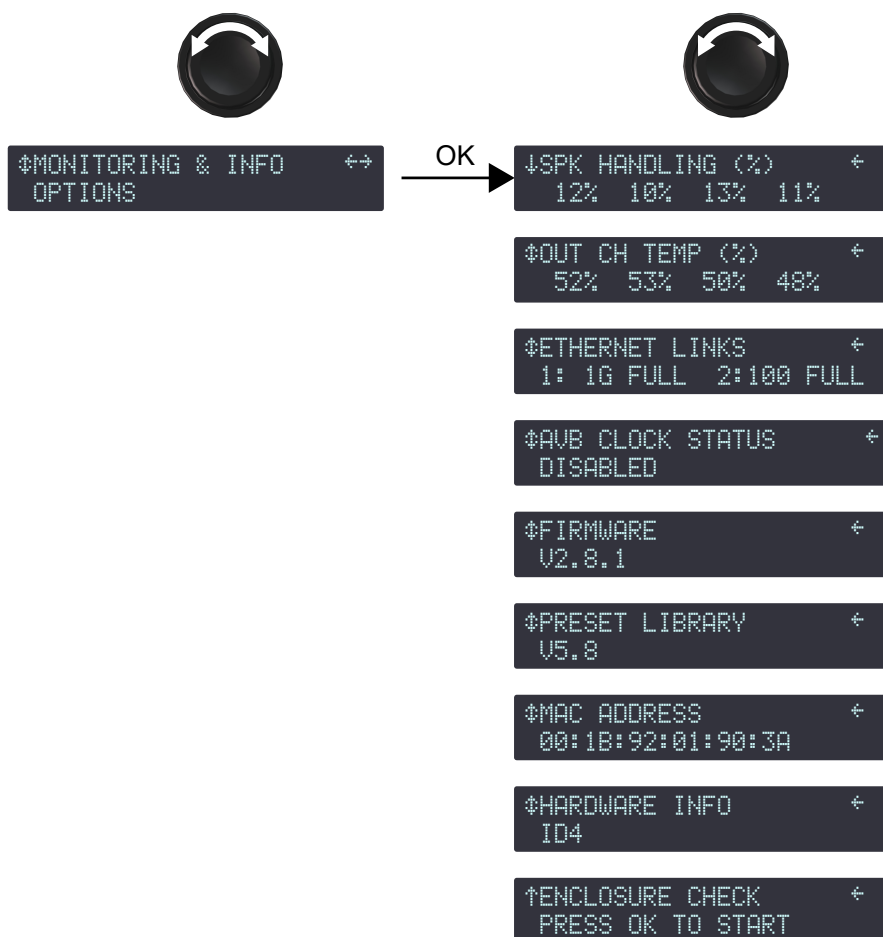 ⇕MONITORING & INFO ←→
OPTIONS
OK
↓SPK HANDLING (%) ←
12% 10% 13% 11%
⇕OUT CH TEMP (%) ←
52% 53% 50% 48%
⇕ETHERNET LINKS ←
1: 1G FULL 2:100 FULL
⇕AVB CLOCK STATUS ←
DISABLED
⇕FIRMWARE ←
V2.8.1
⇕PRESET LIBRARY ←
V5.8
⇕MAC ADDRESS ←
00:1B:92:01:90:3A
⇕HARDWARE INFO ←
ID4
↑ENCLOSURE CHECK ←
PRESS OK TO START